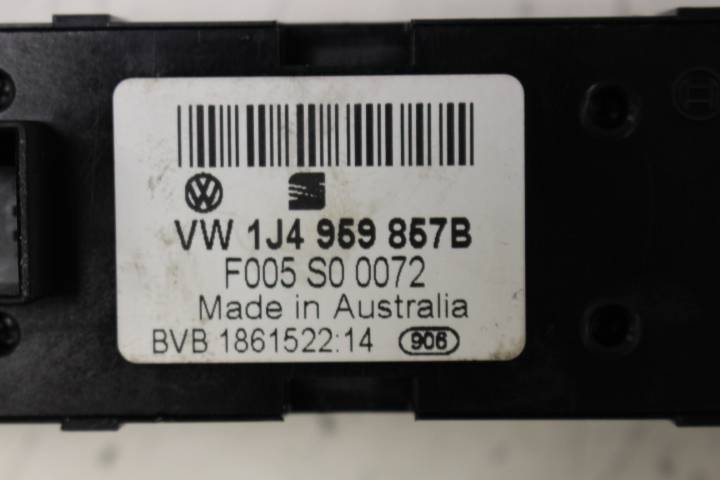 VW 1J4 959 857B
F005 S0 0072
Made in Australia
BVB 1861522:14 906